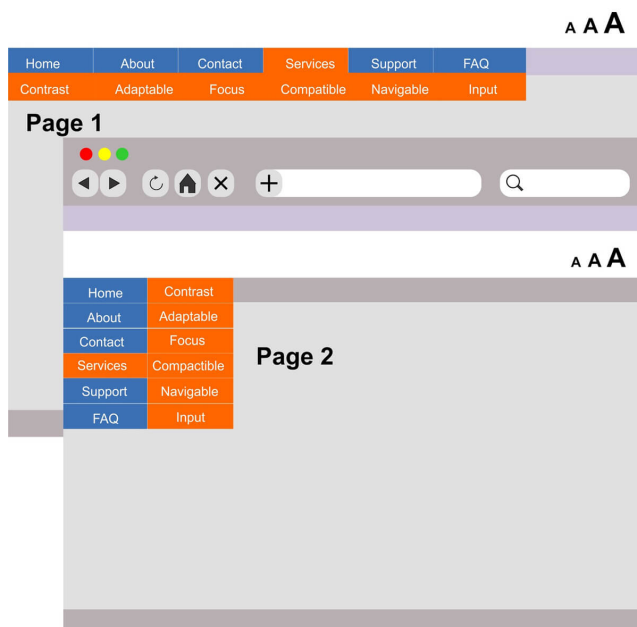 A A A
Home About Contact Services Support FAQ
Contrast Adaptable Focus Compatible Navigable Input
Page 1
A A A
Home Contrast
About Adaptable
Contact Focus
Services Compactible
Page 2
Support Navigable
FAQ Input